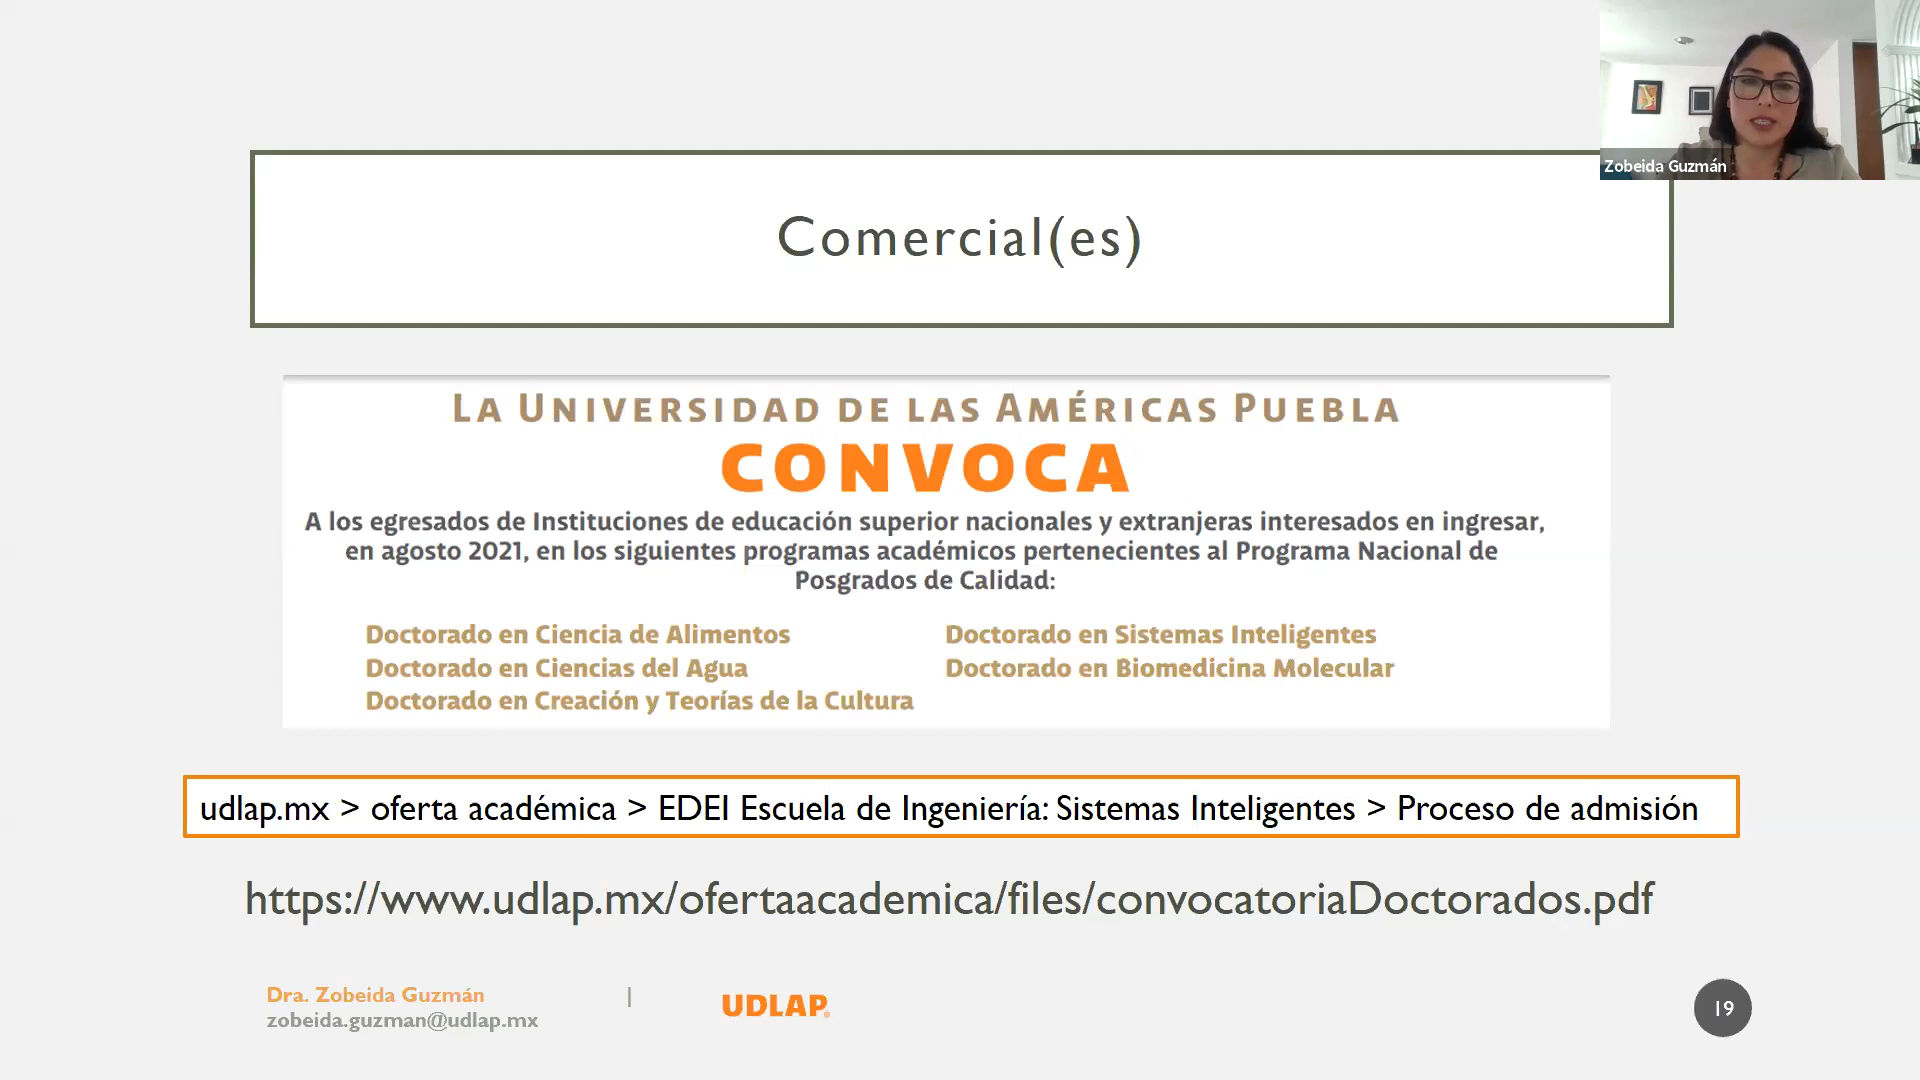 Zobeida Guzmán
Comercial(es)
LA UNIVERSIDAD DE LAS AMÉRICAS PUEBLA
CONVOCA
A los egresados de Instituciones de educación superior nacionales y extranjeras interesados en ingresar,
en agosto 2021, en los siguientes programas académicos pertenecientes al Programa Nacional de
Posgrados de Calidad:
Doctorado en Ciencia de Alimentos
Doctorado en Ciencias del Agua
Doctorado en Creación y Teorías de la Cultura
Doctorado en Sistemas Inteligentes
Doctorado en Biomedicina Molecular
udlap.mx > oferta académica > EDEI Escuela de Ingeniería: Sistemas Inteligentes > Proceso de admisión
https://www.udlap.mx/ofertaacademica/files/convocatoriaDoctorados.pdf
Dra. Zobeida Guzmán
zobeida.guzman@udlap.mx
|
UDLAP®
19